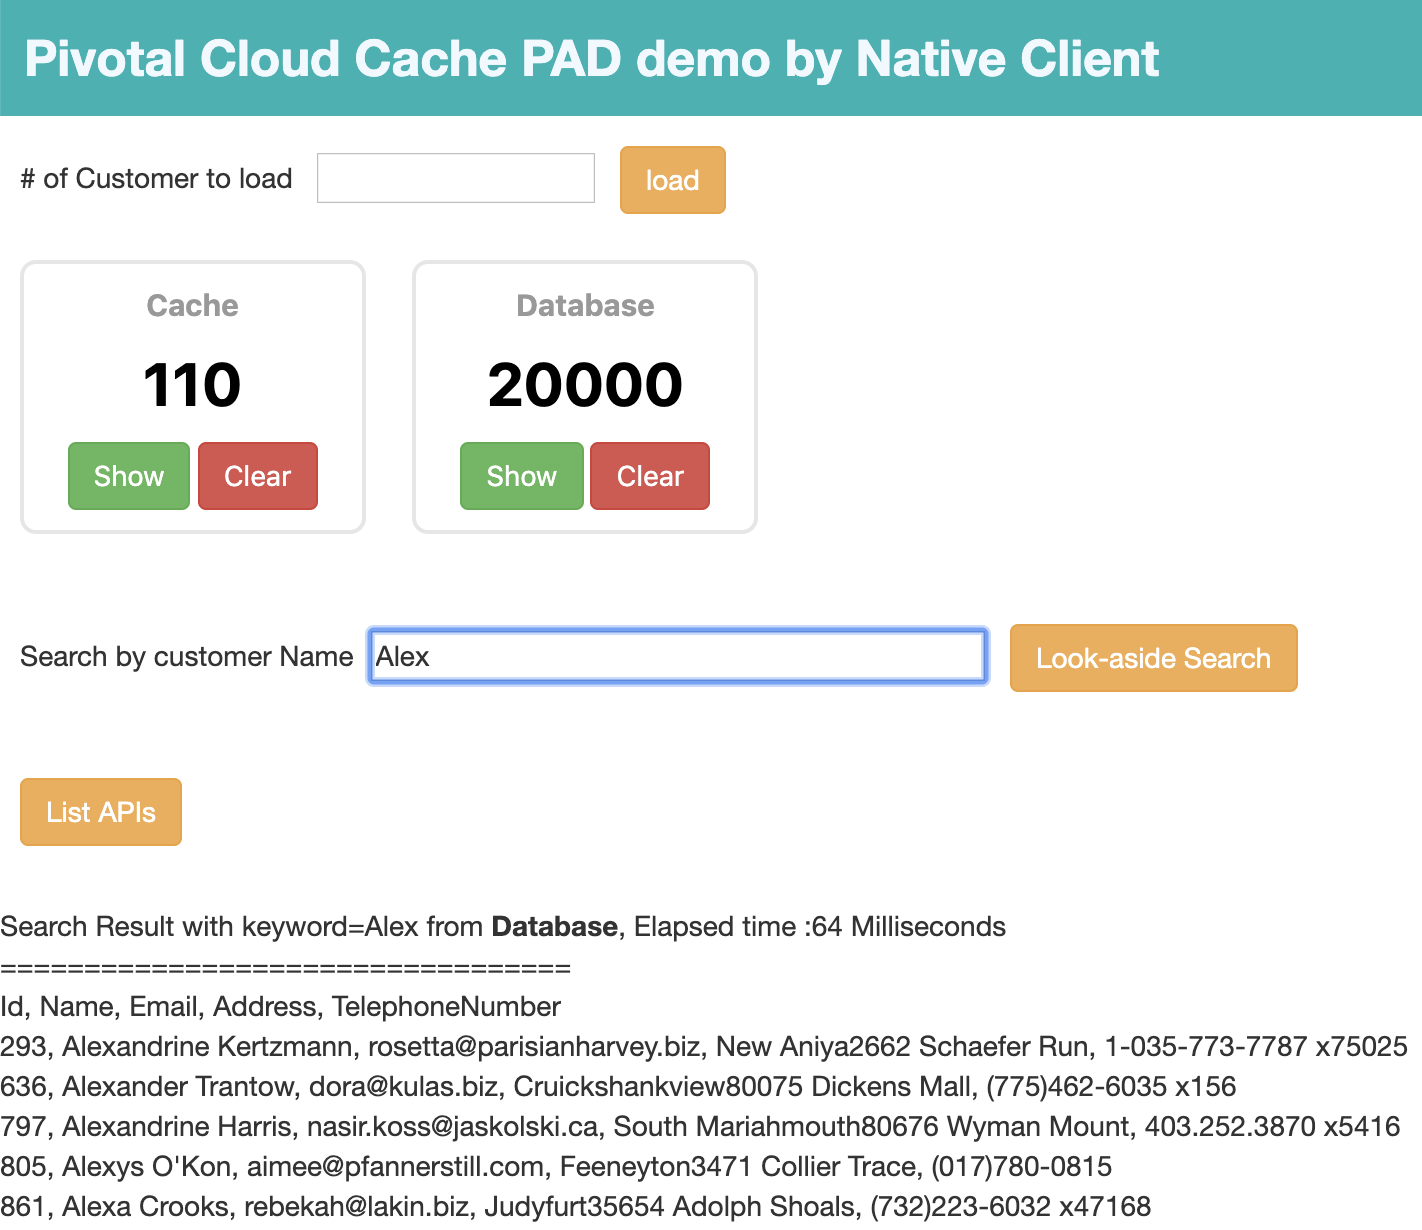 Pivotal Cloud Cache PAD demo by Native Client
# of Customer to load load
Cache Database
110 20000
Show Clear Show Clear
Search by customer Name Alex Look-aside Search
List APIs
Search Result with keyword=Alex from Database, Elapsed time :64 Milliseconds
==================================
Id, Name, Email, Address, TelephoneNumber
293, Alexandrine Kertzmann, rosetta@parisianharvey.biz, New Aniya2662 Schaefer Run, 1-035-773-7787 x75025
636, Alexander Trantow, dora@kulas.biz, Cruickshankview80075 Dickens Mall, (775)462-6035 x156
797, Alexandrine Harris, nasir.koss@jaskolski.ca, South Mariahmouth80676 Wyman Mount, 403.252.3870 x5416
805, Alexys O'Kon, aimee@pfannerstill.com, Feeneyton3471 Collier Trace, (017)780-0815
861, Alexa Crooks, rebekah@lakin.biz, Judyfurt35654 Adolph Shoals, (732)223-6032 x47168